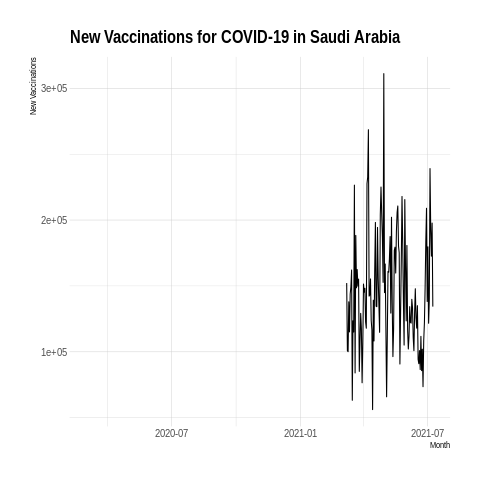 New Vaccinations for COVID-19 in Saudi Arabia
New Vaccinations
3e+05
2e+05
1e+05
2020-07
2021-01
2021-07
Month